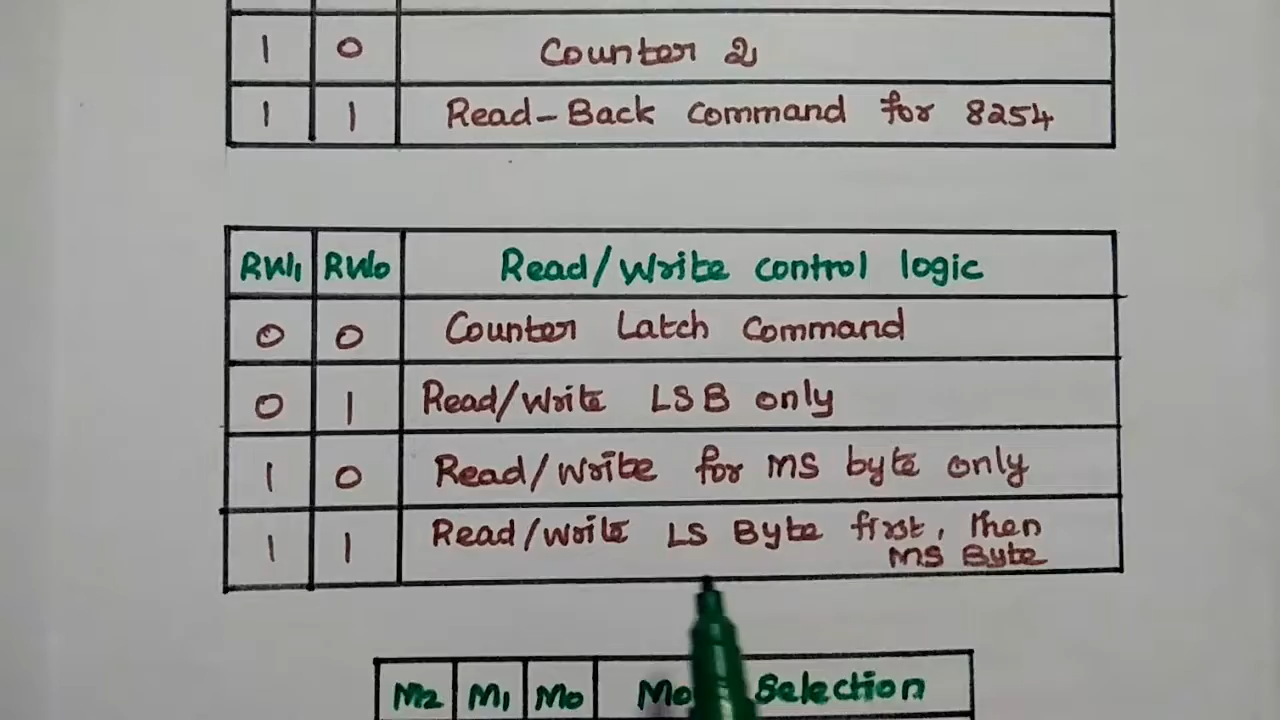 1 0 Counter 2
1 1 Read-Back Command for 8254
RW1 RW0 Read/Write control logic
0 0 Counter Latch Command
0 1 Read/Write LSB only
1 0 Read/Write for MS byte only
1 1 Read/Write LS Byte first, then
MS Byte
M2 M1 M0 Selection